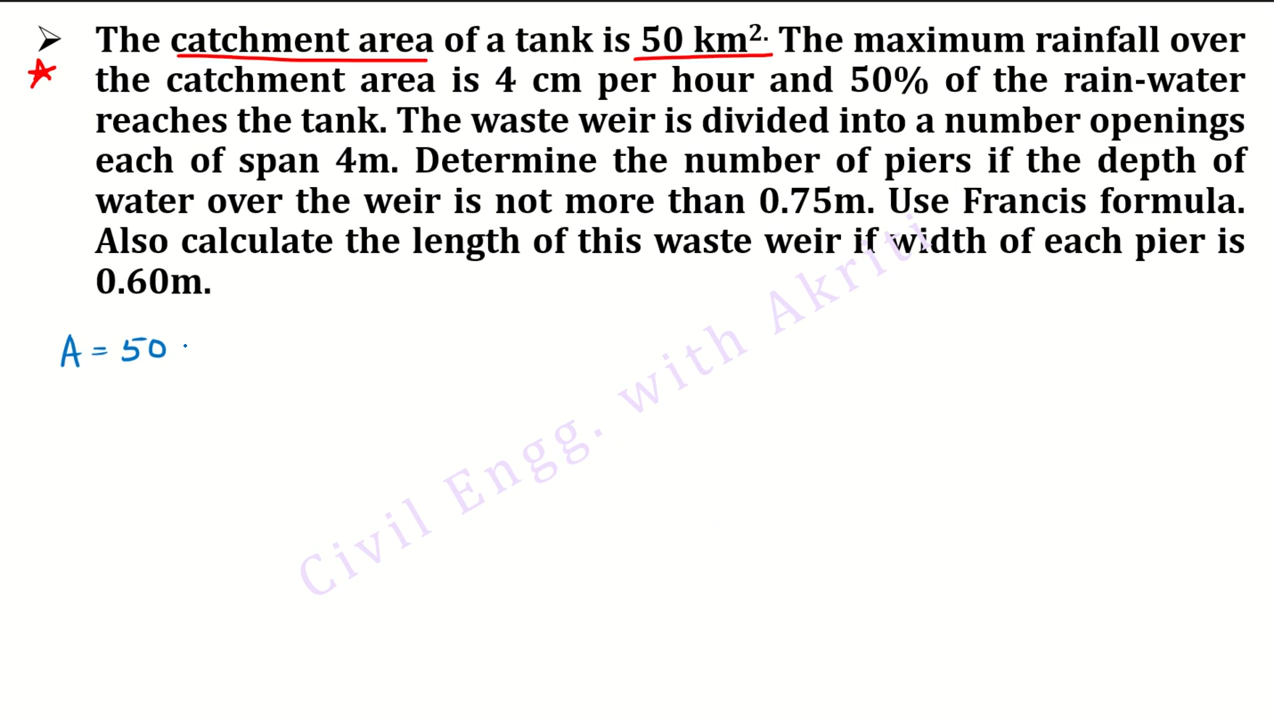 ➤ The catchment area of a tank is 50 km². The maximum rainfall over
the catchment area is 4 cm per hour and 50% of the rain-water
reaches the tank. The waste weir is divided into a number openings
each of span 4m. Determine the number of piers if the depth of
water over the weir is not more than 0.75m. Use Francis formula.
Also calculate the length of this waste weir if width of each pier is
0.60m.
A = 50
Civil Engg. with Akriti